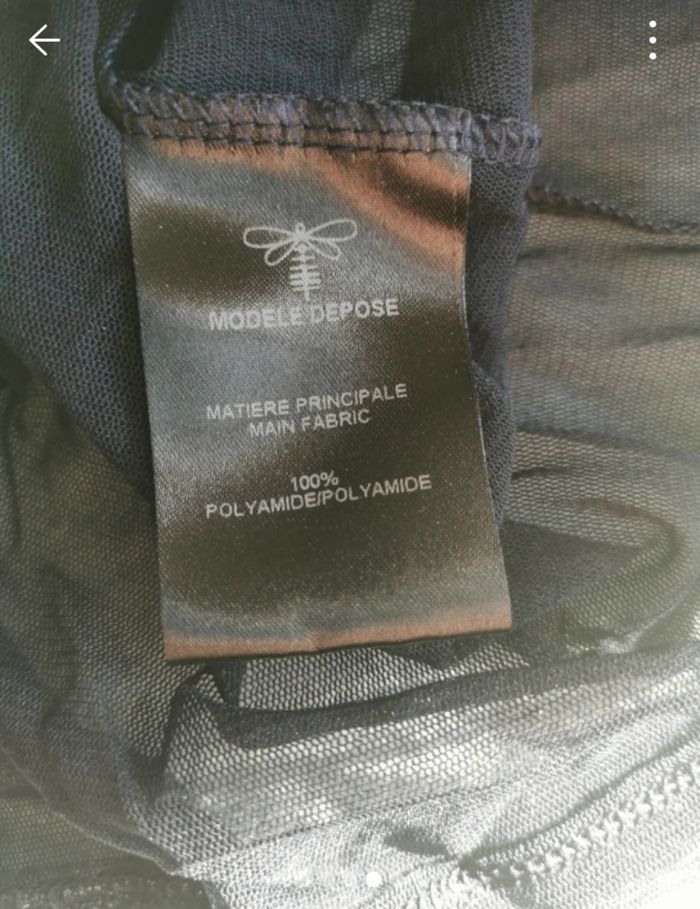 MODELE DEPOSE
MATIERE PRINCIPALE
MAIN FABRIC
100%
POLYAMIDE/POLYAMIDE